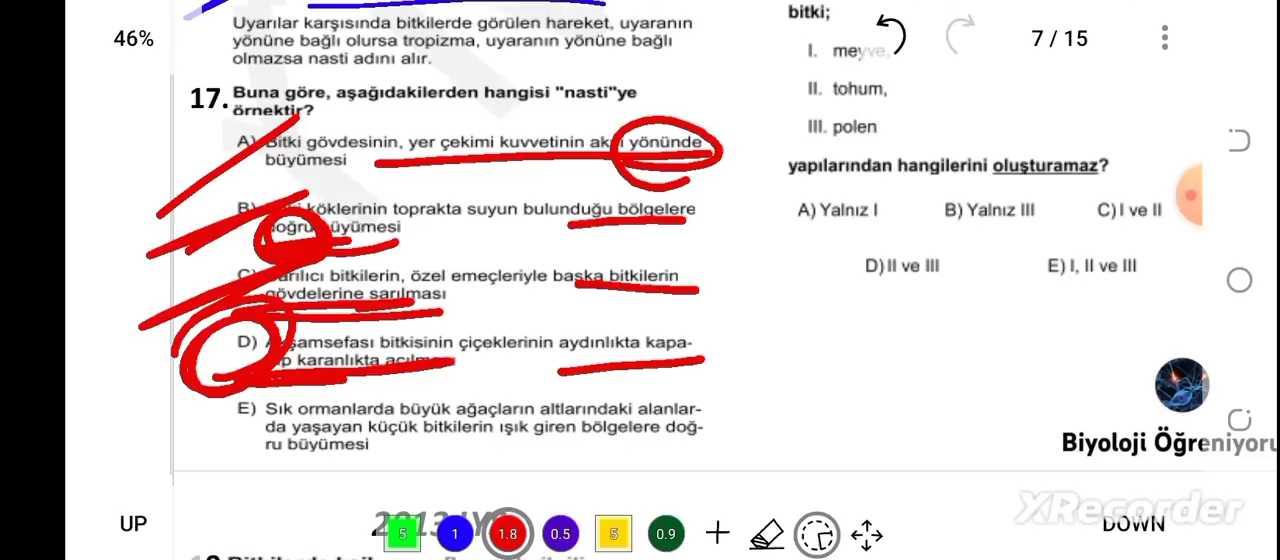 46%
Uyarılar karşısında bitkilerde görülen hareket, uyaranın
yönüne bağlı olursa tropizma, uyaranın yönüne bağlı
olmazsa nasti adını alır.
17. Buna göre, aşağıdakilerden hangisi "nasti"ye
örnektir?
A) Bitki gövdesinin, yer çekimi kuvvetinin yönünde
büyümesi
B) köklerinin toprakta suyun bulunduğu bölgelere
doğru büyümesi
C) Sarılıcı bitkilerin, özel emeçleriyle başka bitkilerin
gövdelerine sarılması
D) Akşamsefası bitkisinin çiçeklerinin aydınlıkta kapa-
karanlıkta
E) Sık ormanlarda büyük ağaçların altlarındaki alanlar-
da yaşayan küçük bitkilerin ışık giren bölgelere doğ-
ru büyümesi
bitki;
7 / 15
I. meyve,
II. tohum,
III. polen
yapılarından hangilerini oluşturamaz?
A) Yalnız I B) Yalnız III C) I ve II
D) II ve III E) I, II ve III
Biyoloji Öğreniyoru
XRecorder
UP
5 1 1.8 0.5 5 0.9
DOWN